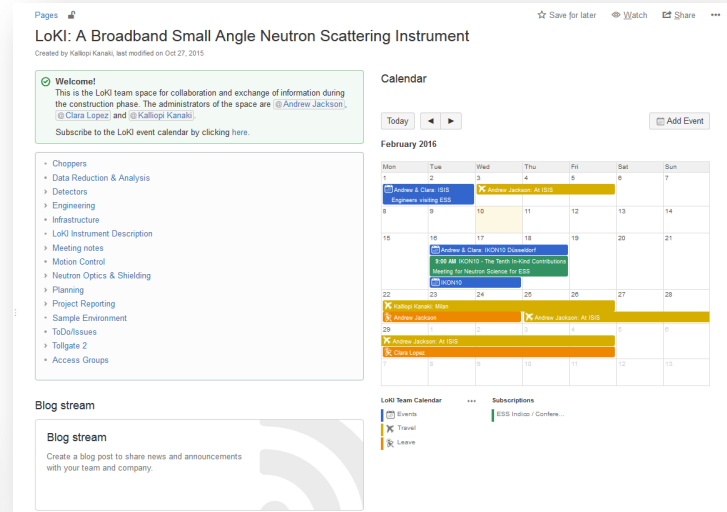 Pages
Save for later Watch Share •••
LoKI: A Broadband Small Angle Neutron Scattering Instrument
Created by Kalliopi Kanaki, last modified on Oct 27, 2015
Welcome!
This is the LoKI team space for collaboration and exchange of information during
the construction phase. The administrators of the space are @Andrew Jackson,
@Clara Lopez and @Kalliopi Kanaki.
Subscribe to the LoKI event calendar by clicking here.
Choppers
Data Reduction & Analysis
Detectors
Engineering
Infrastructure
LoKI Instrument Description
Meeting notes
Motion Control
Neutron Optics & Shielding
Planning
Project Reporting
Sample Environment
ToDo/Issues
Tollgate 2
Access Groups
Blog stream
Blog stream
Create a blog post to share news and announcements
with your team and company.
Calendar
Today ◄ ► Add Event
February 2016
Mon Tue Wed Thu Fri Sat Sun
1 2 3 4 5 6 7
Andrew & Clara: ISIS Andrew Jackson: At ISIS
Engineers visiting ESS
8 9 10 11 12 13 14
15 16 17 18 19 20 21
Andrew & Clara: IKON10 Düsseldorf
9:00 AM IKON10 - The Tenth In-Kind Contributions
Meeting for Neutron Science for ESS
IKON10
22 23 24 25 26 27 28
Kalliopi Kanaki: Milan
Andrew Jackson Andrew Jackson: At ISIS
29 1 2 3 4 5 6
Andrew Jackson: At ISIS
Clara Lopez
7 8 9 10 11 12 13
LoKI Team Calendar ••• Subscriptions
Events ESS Indico / Confere...
Travel
Leave